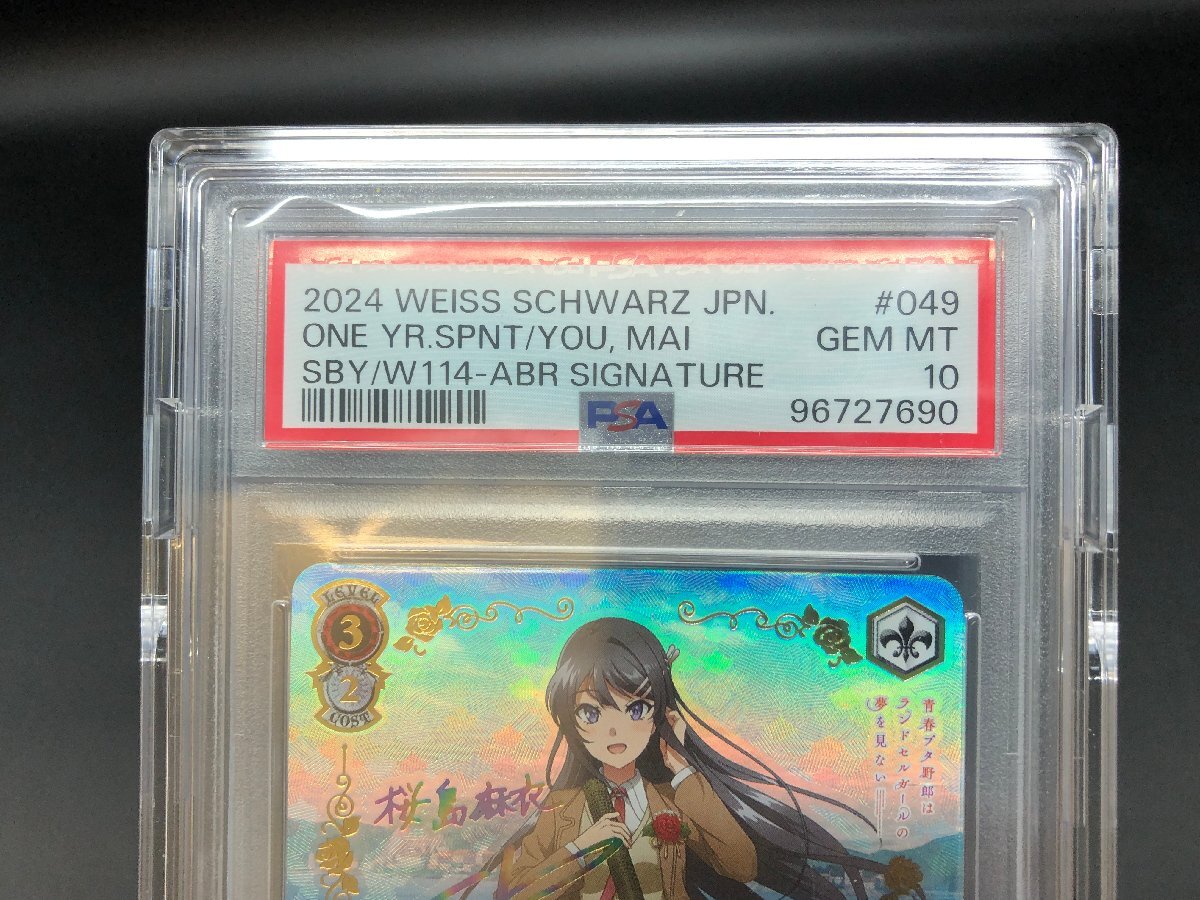 2024 WEISS SCHWARZ JPN. #049
ONE YR.SPNT/YOU, MAI GEM MT
SBY/W114-ABR SIGNATURE 10
PSA 96727690
LEVEL
3
2
COST
青春ブタ野郎は
ランドセルガールの
夢を見ない
桜島麻衣